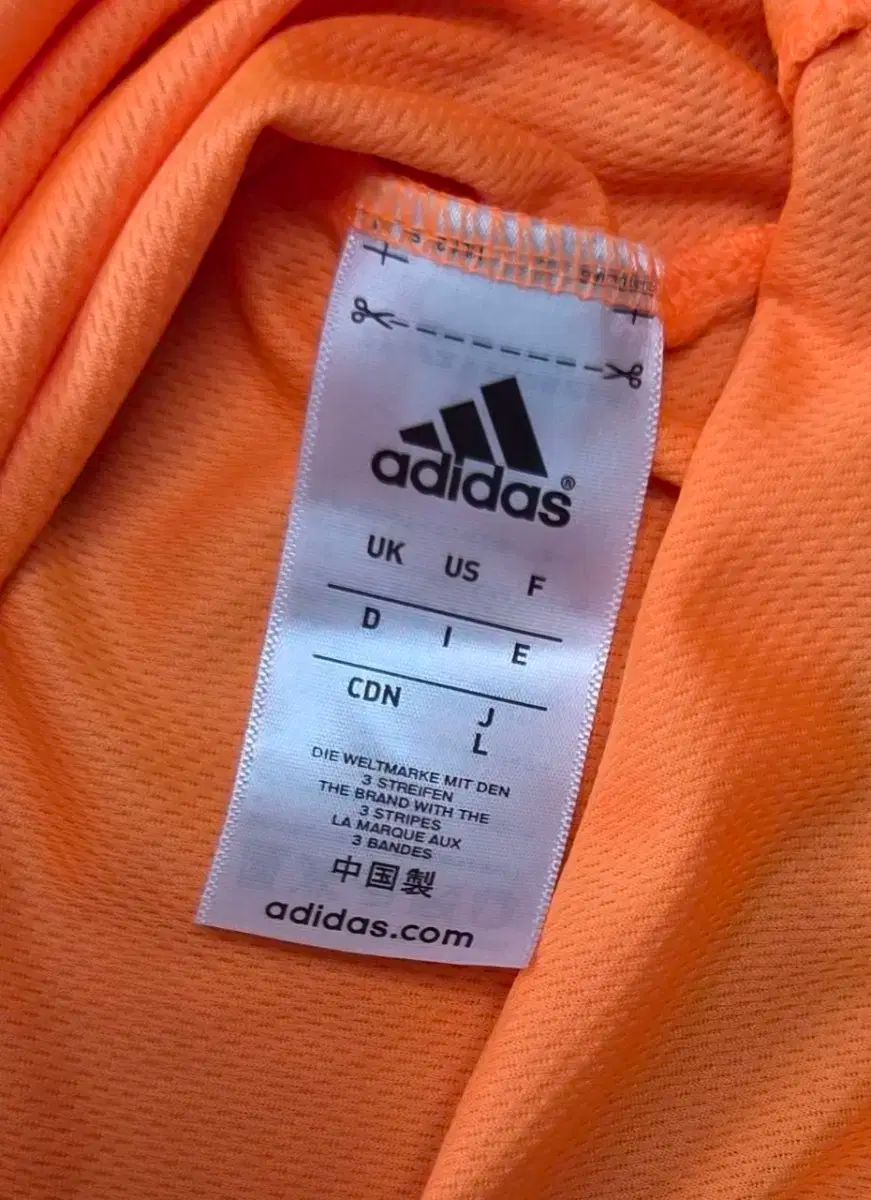 adidas®
UK US F
D I E
CDN J
L
DIE WELTMARKE MIT DEN
3 STREIFEN
THE BRAND WITH THE
3 STRIPES
LA MARQUE AUX
3 BANDES
中国製
adidas.com